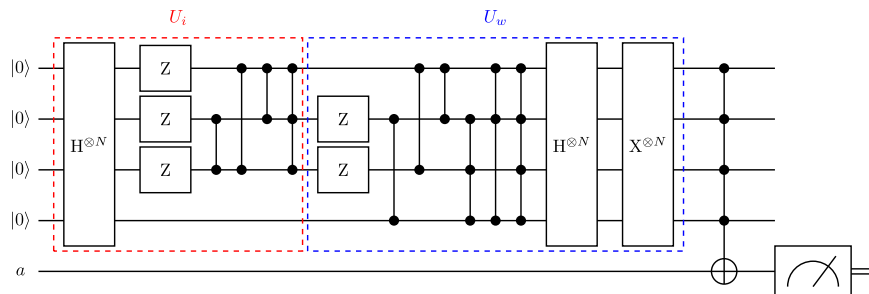 U_i U_w
|0⟩ Z
|0⟩ Z Z
H^{⊗N} H^{⊗N} X^{⊗N}
|0⟩ Z Z
|0⟩
a